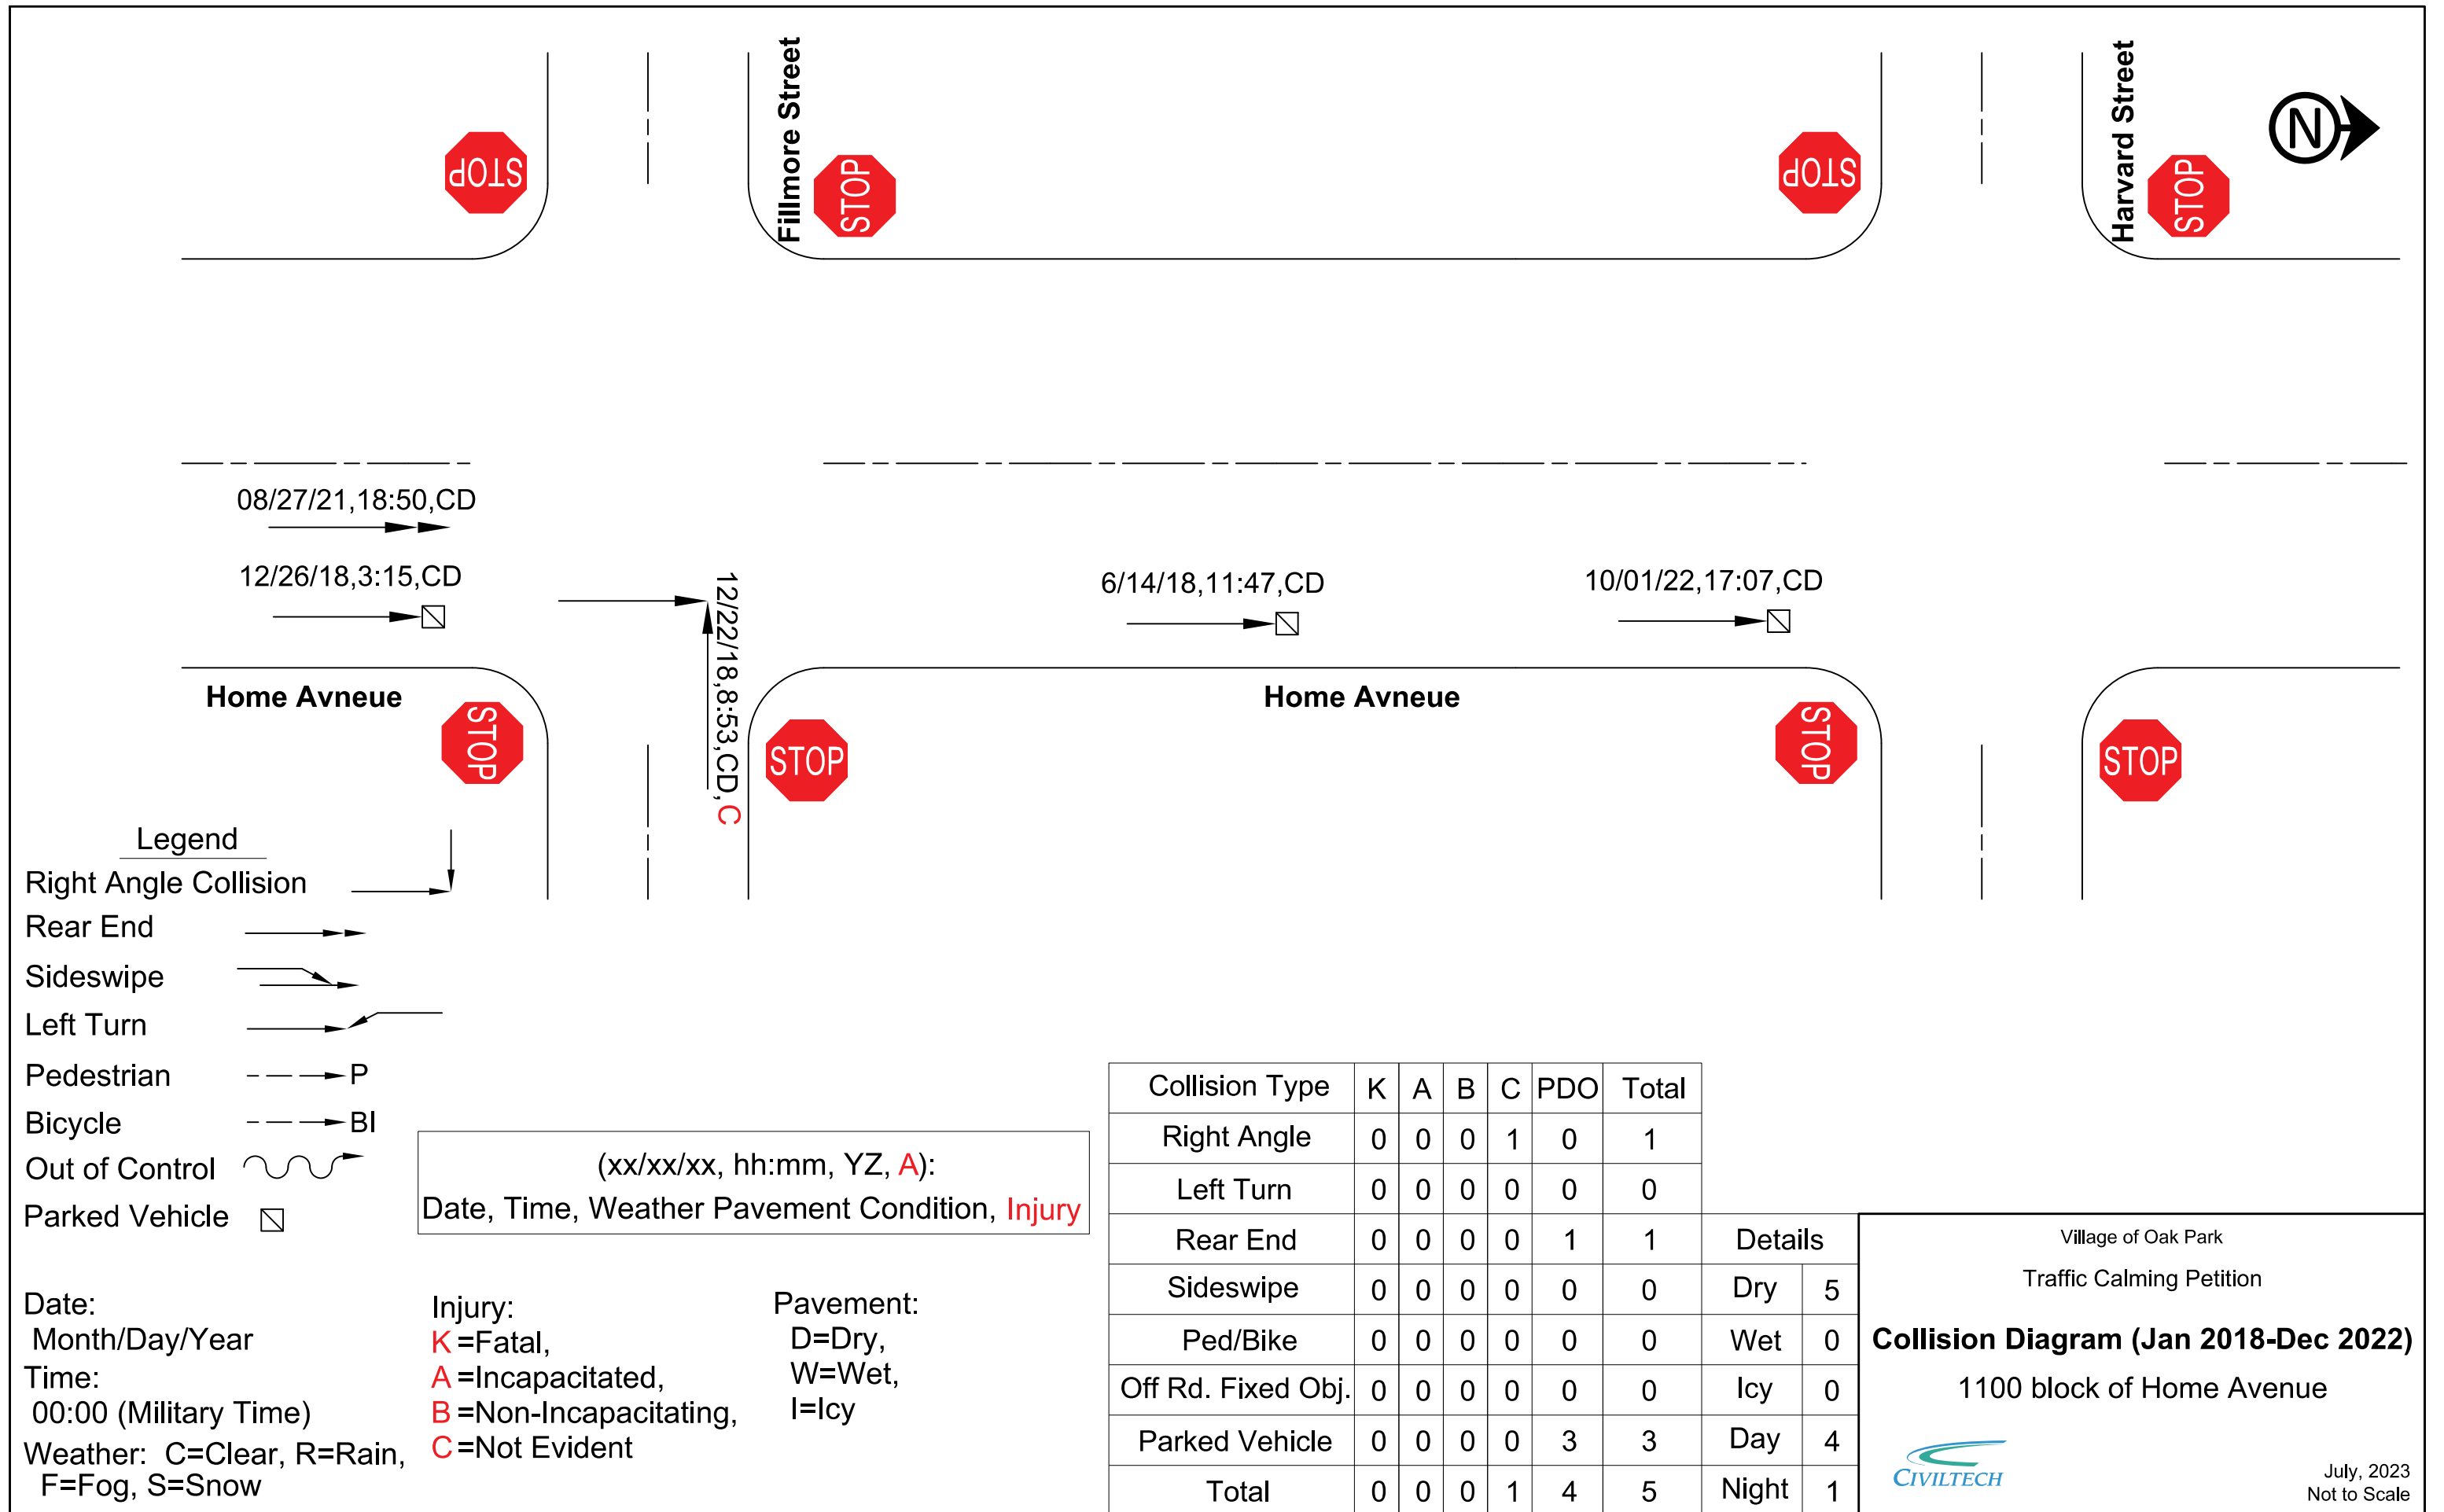 Fillmore Street
Harvard Street
STOP
STOP
STOP
STOP
N
08/27/21,18:50,CD
12/26/18,3:15,CD
12/22/18,8:53,CD,C
6/14/18,11:47,CD
10/01/22,17:07,CD
Home Avneue
Home Avneue
STOP
STOP
STOP
STOP
Legend
Right Angle Collision
Rear End
Sideswipe
Left Turn
Pedestrian P
Bicycle BI
Out of Control
Parked Vehicle
(xx/xx/xx, hh:mm, YZ, A):
Date, Time, Weather Pavement Condition, Injury
Date:
Month/Day/Year
Time:
00:00 (Military Time)
Weather: C=Clear, R=Rain,
F=Fog, S=Snow
Injury:
K=Fatal,
A=Incapacitated,
B=Non-Incapacitating,
C=Not Evident
Pavement:
D=Dry,
W=Wet,
I=Icy
Collision Type K A B C PDO Total
Right Angle 0 0 0 1 0 1
Left Turn 0 0 0 0 0 0
Rear End 0 0 0 0 1 1 Details
Sideswipe 0 0 0 0 0 0 Dry 5
Ped/Bike 0 0 0 0 0 0 Wet 0
Off Rd. Fixed Obj. 0 0 0 0 0 0 Icy 0
Parked Vehicle 0 0 0 0 3 3 Day 4
Total 0 0 0 1 4 5 Night 1
Village of Oak Park
Traffic Calming Petition
Collision Diagram (Jan 2018-Dec 2022)
1100 block of Home Avenue
CIVILTECH
July, 2023
Not to Scale